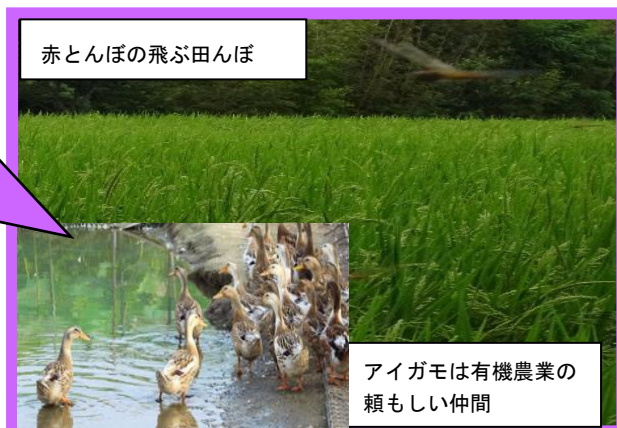 赤とんぼの飛ぶ田んぼ
アイガモは有機農業の
頼もしい仲間